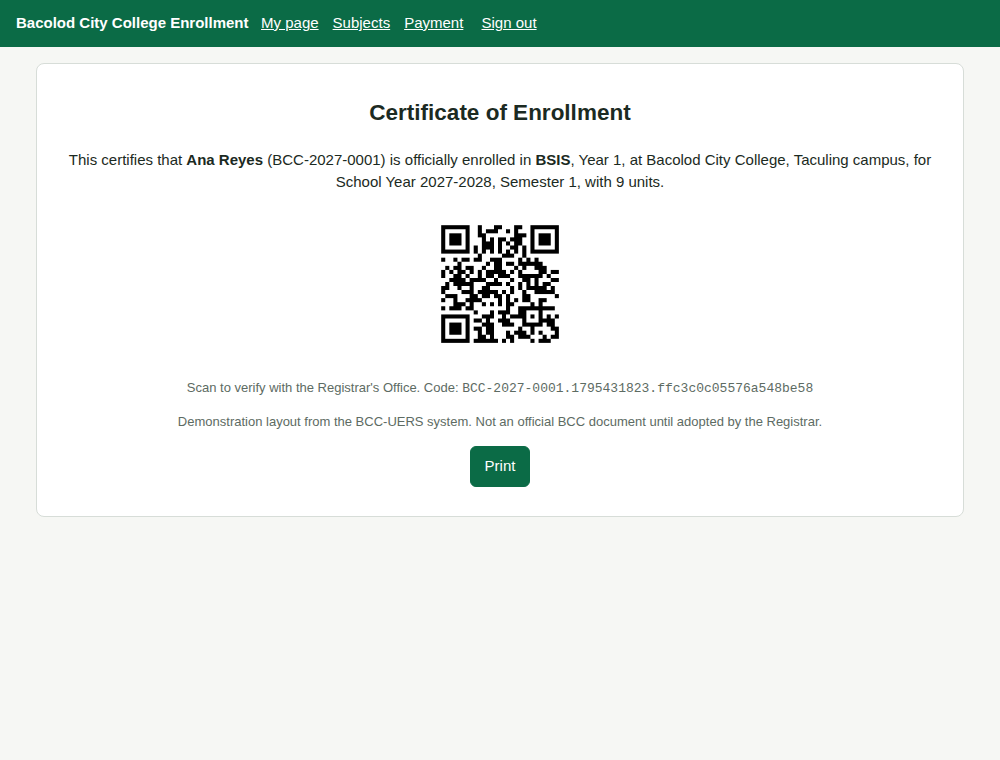 Bacolod City College Enrollment My page Subjects Payment Sign out
Certificate of Enrollment
This certifies that Ana Reyes (BCC-2027-0001) is officially enrolled in BSIS, Year 1, at Bacolod City College, Taculing campus, for
School Year 2027-2028, Semester 1, with 9 units.
Scan to verify with the Registrar's Office. Code: BCC-2027-0001.1795431823.ffc3c0c05576a548be58
Demonstration layout from the BCC-UERS system. Not an official BCC document until adopted by the Registrar.
Print